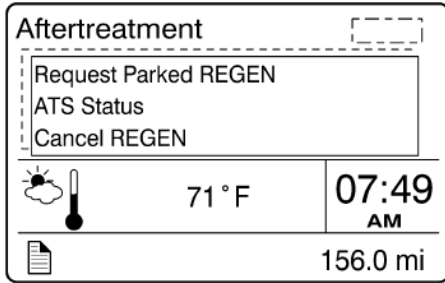 Aftertreatment
Request Parked REGEN
ATS Status
Cancel REGEN
71°F
07:49
AM
156.0 mi